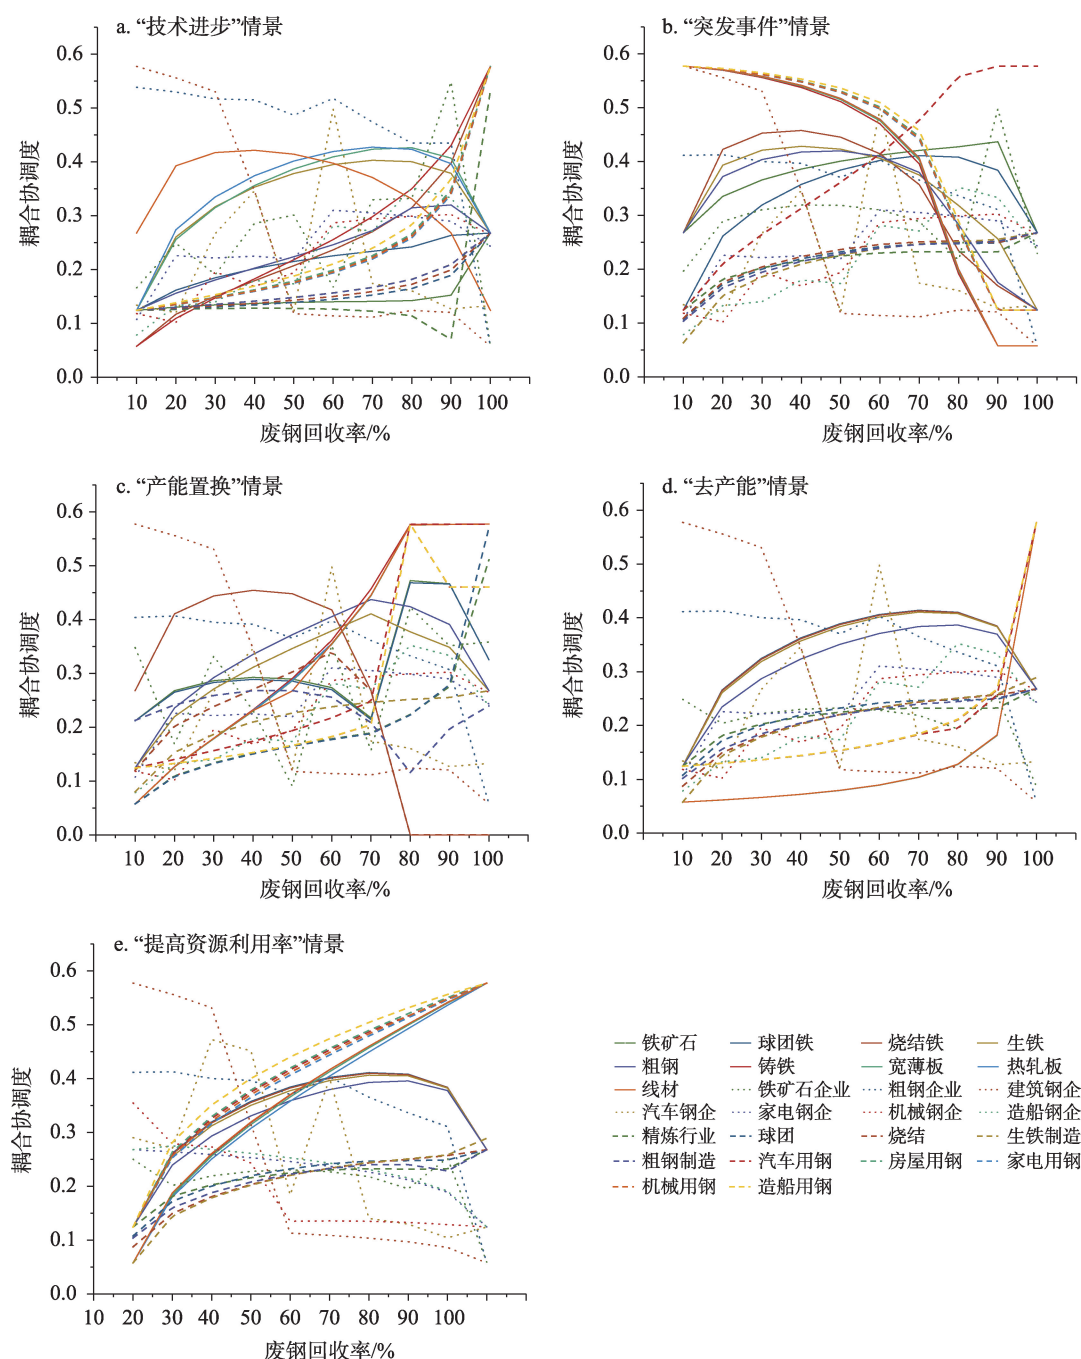 a. “技术进步”情景
0.6
0.5
0.4
0.3
0.2
0.1
0.0
耦合协调度
10 20 30 40 50 60 70 80 90 100
废钢回收率/%
b. “突发事件”情景
0.6
0.5
0.4
0.3
0.2
0.1
0.0
耦合协调度
10 20 30 40 50 60 70 80 90 100
废钢回收率/%
c. “产能置换”情景
0.6
0.5
0.4
0.3
0.2
0.1
0.0
耦合协调度
10 20 30 40 50 60 70 80 90 100
废钢回收率/%
d. “去产能”情景
0.6
0.5
0.4
0.3
0.2
0.1
0.0
耦合协调度
10 20 30 40 50 60 70 80 90 100
废钢回收率/%
e. “提高资源利用率”情景
0.6
0.5
0.4
0.3
0.2
0.1
0.0
耦合协调度
10 20 30 40 50 60 70 80 90 100
废钢回收率/%
铁矿石 球团铁 烧结铁 生铁
粗钢 铸铁 宽薄板 热轧板
线材 铁矿石企业 粗钢企业 建筑钢企
汽车钢企 家电钢企 机械钢企 造船钢企
精炼行业 球团 烧结 生铁制造
粗钢制造 汽车用钢 房屋用钢 家电用钢
机械用钢 造船用钢